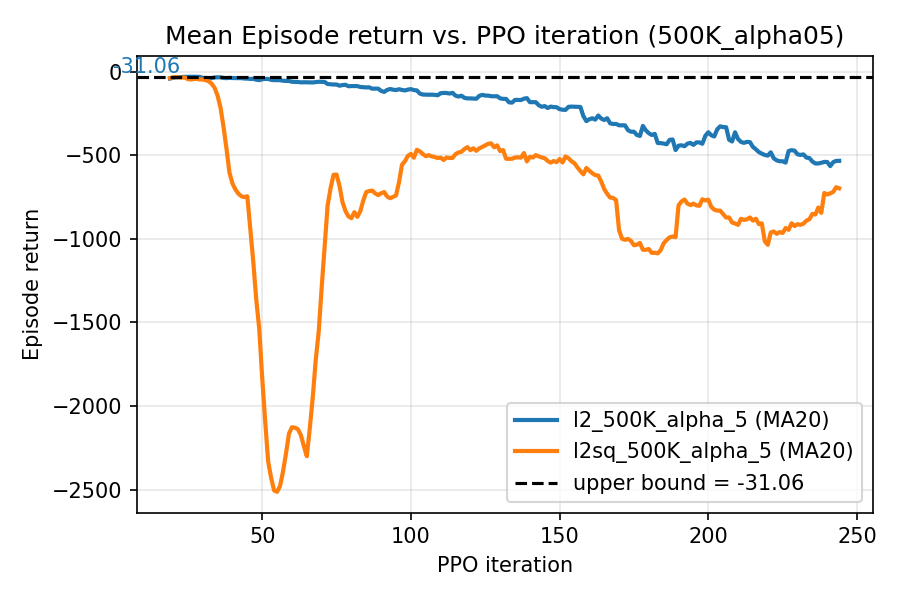 Mean Episode return vs. PPO iteration (500K_alpha05)
-31.06
0
−500
−1000
−1500
−2000
−2500
Episode return
l2_500K_alpha_5 (MA20)
l2sq_500K_alpha_5 (MA20)
upper bound = -31.06
50
100
150
200
250
PPO iteration